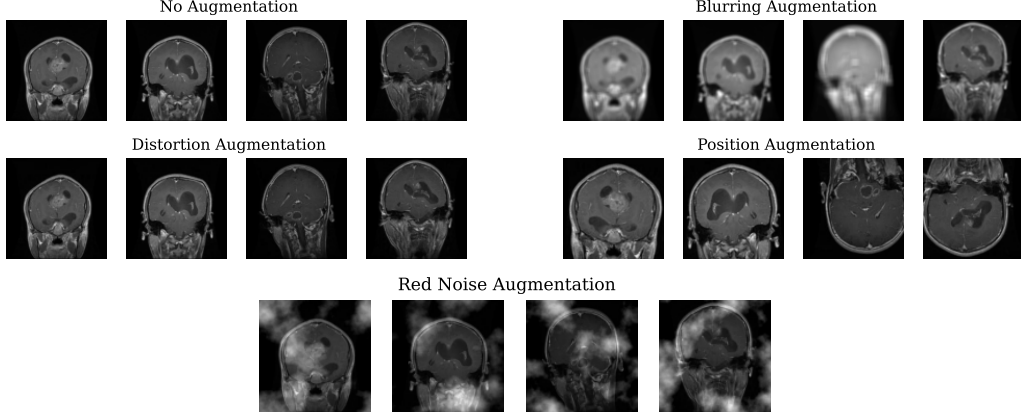 No Augmentation
Blurring Augmentation
Distortion Augmentation
Position Augmentation
Red Noise Augmentation